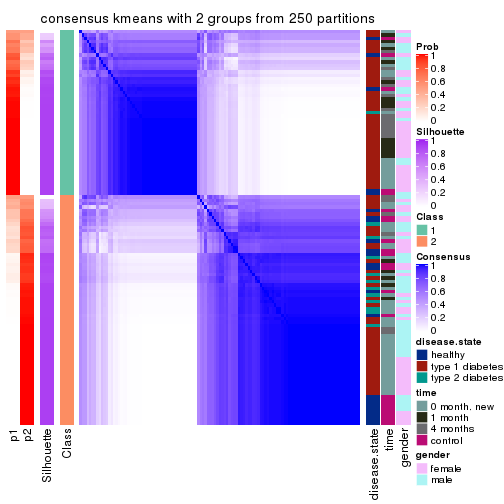 consensus kmeans with 2 groups from 250 partitions
Prob
1
0.8
0.6
0.4
0.2
0
Silhouette
1
0.8
0.6
0.4
0.2
0
Class
1
2
Consensus
1
0.8
0.6
0.4
0.2
0
disease.state
healthy
type 1 diabetes
type 2 diabetes
time
0 month, new
1 month
4 months
control
gender
female
male
p1
p2
Silhouette
Class
disease.state
time
gender